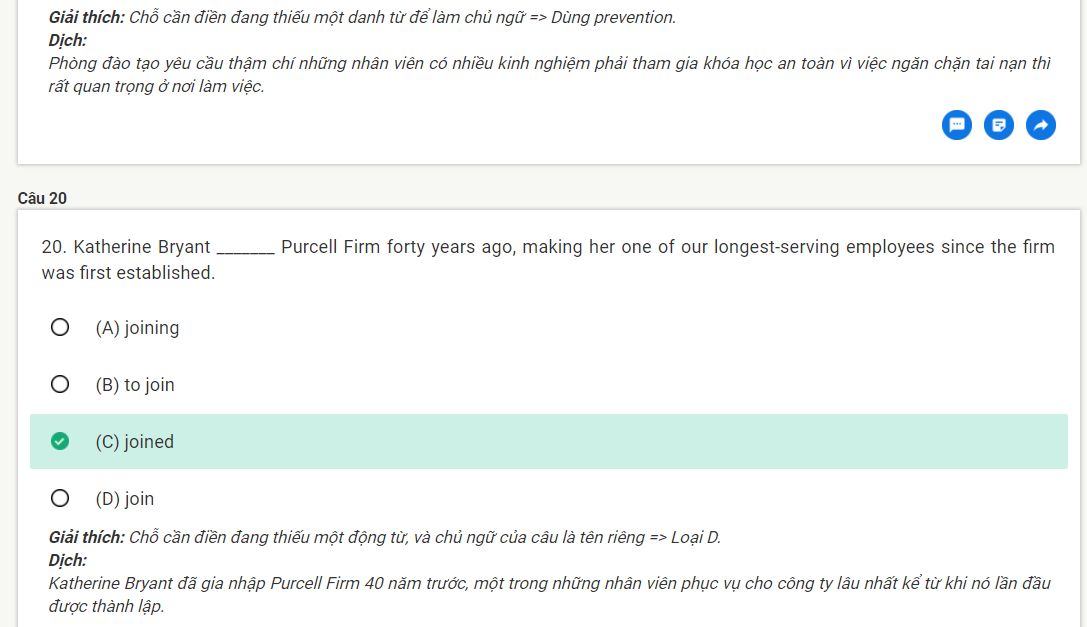 Giải thích: Chỗ cần điền đang thiếu một danh từ để làm chủ ngữ => Dùng prevention.
Dịch:
Phòng đào tạo yêu cầu thậm chí những nhân viên có nhiều kinh nghiệm phải tham gia khóa học an toàn vì việc ngăn chặn tai nạn thì
rất quan trọng ở nơi làm việc.
Câu 20
20. Katherine Bryant _______ Purcell Firm forty years ago, making her one of our longest-serving employees since the firm
was first established.
(A) joining
(B) to join
(C) joined
(D) join
Giải thích: Chỗ cần điền đang thiếu một động từ, và chủ ngữ của câu là tên riêng => Loại D.
Dịch:
Katherine Bryant đã gia nhập Purcell Firm 40 năm trước, một trong những nhân viên phục vụ cho công ty lâu nhất kể từ khi nó lần đầu
được thành lập.